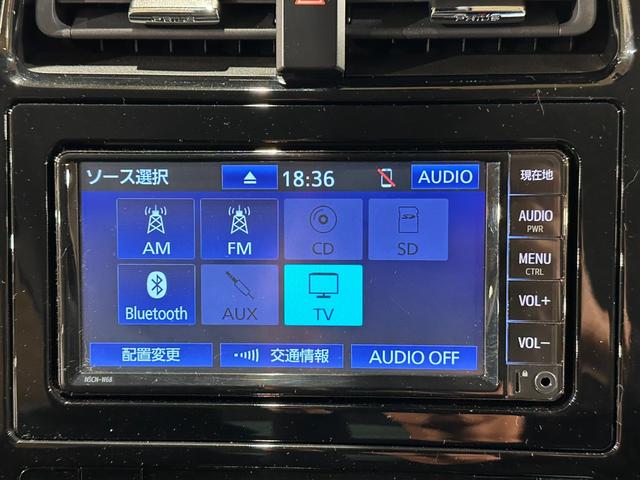 PRIUS
ソース選択
18:36
AUDIO
AM
FM
CD
SD
Bluetooth
AUX
TV
配置変更
交通情報
AUDIO OFF
NSCN-W68
現在地
AUDIO
PWR
MENU
CTRL
VOL+
VOL−